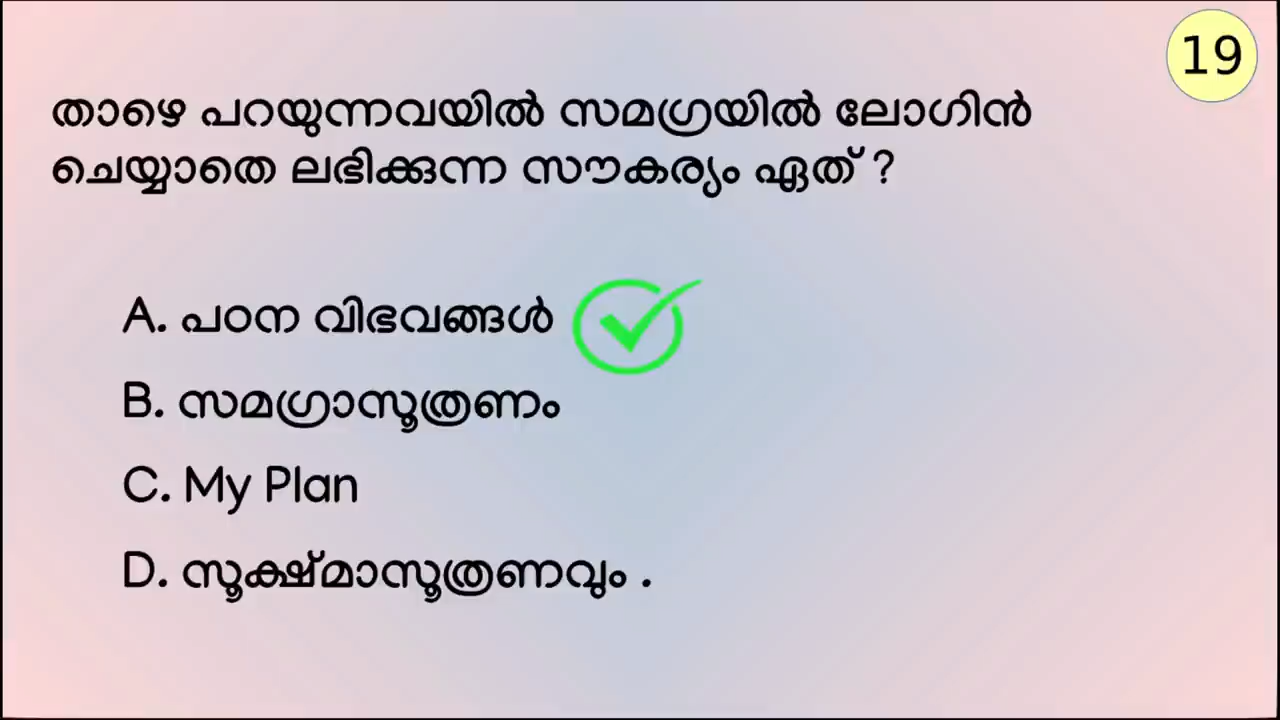 19
താഴെ പറയുന്നവയിൽ സമഗ്രയിൽ ലോഗിൻ
ചെയ്യാതെ ലഭിക്കുന്ന സൗകര്യം ഏത് ?
A. പഠന വിഭവങ്ങൾ
B. സമഗ്രാസൂത്രണം
C. My Plan
D. സൂക്ഷ്മാസൂത്രണവും .